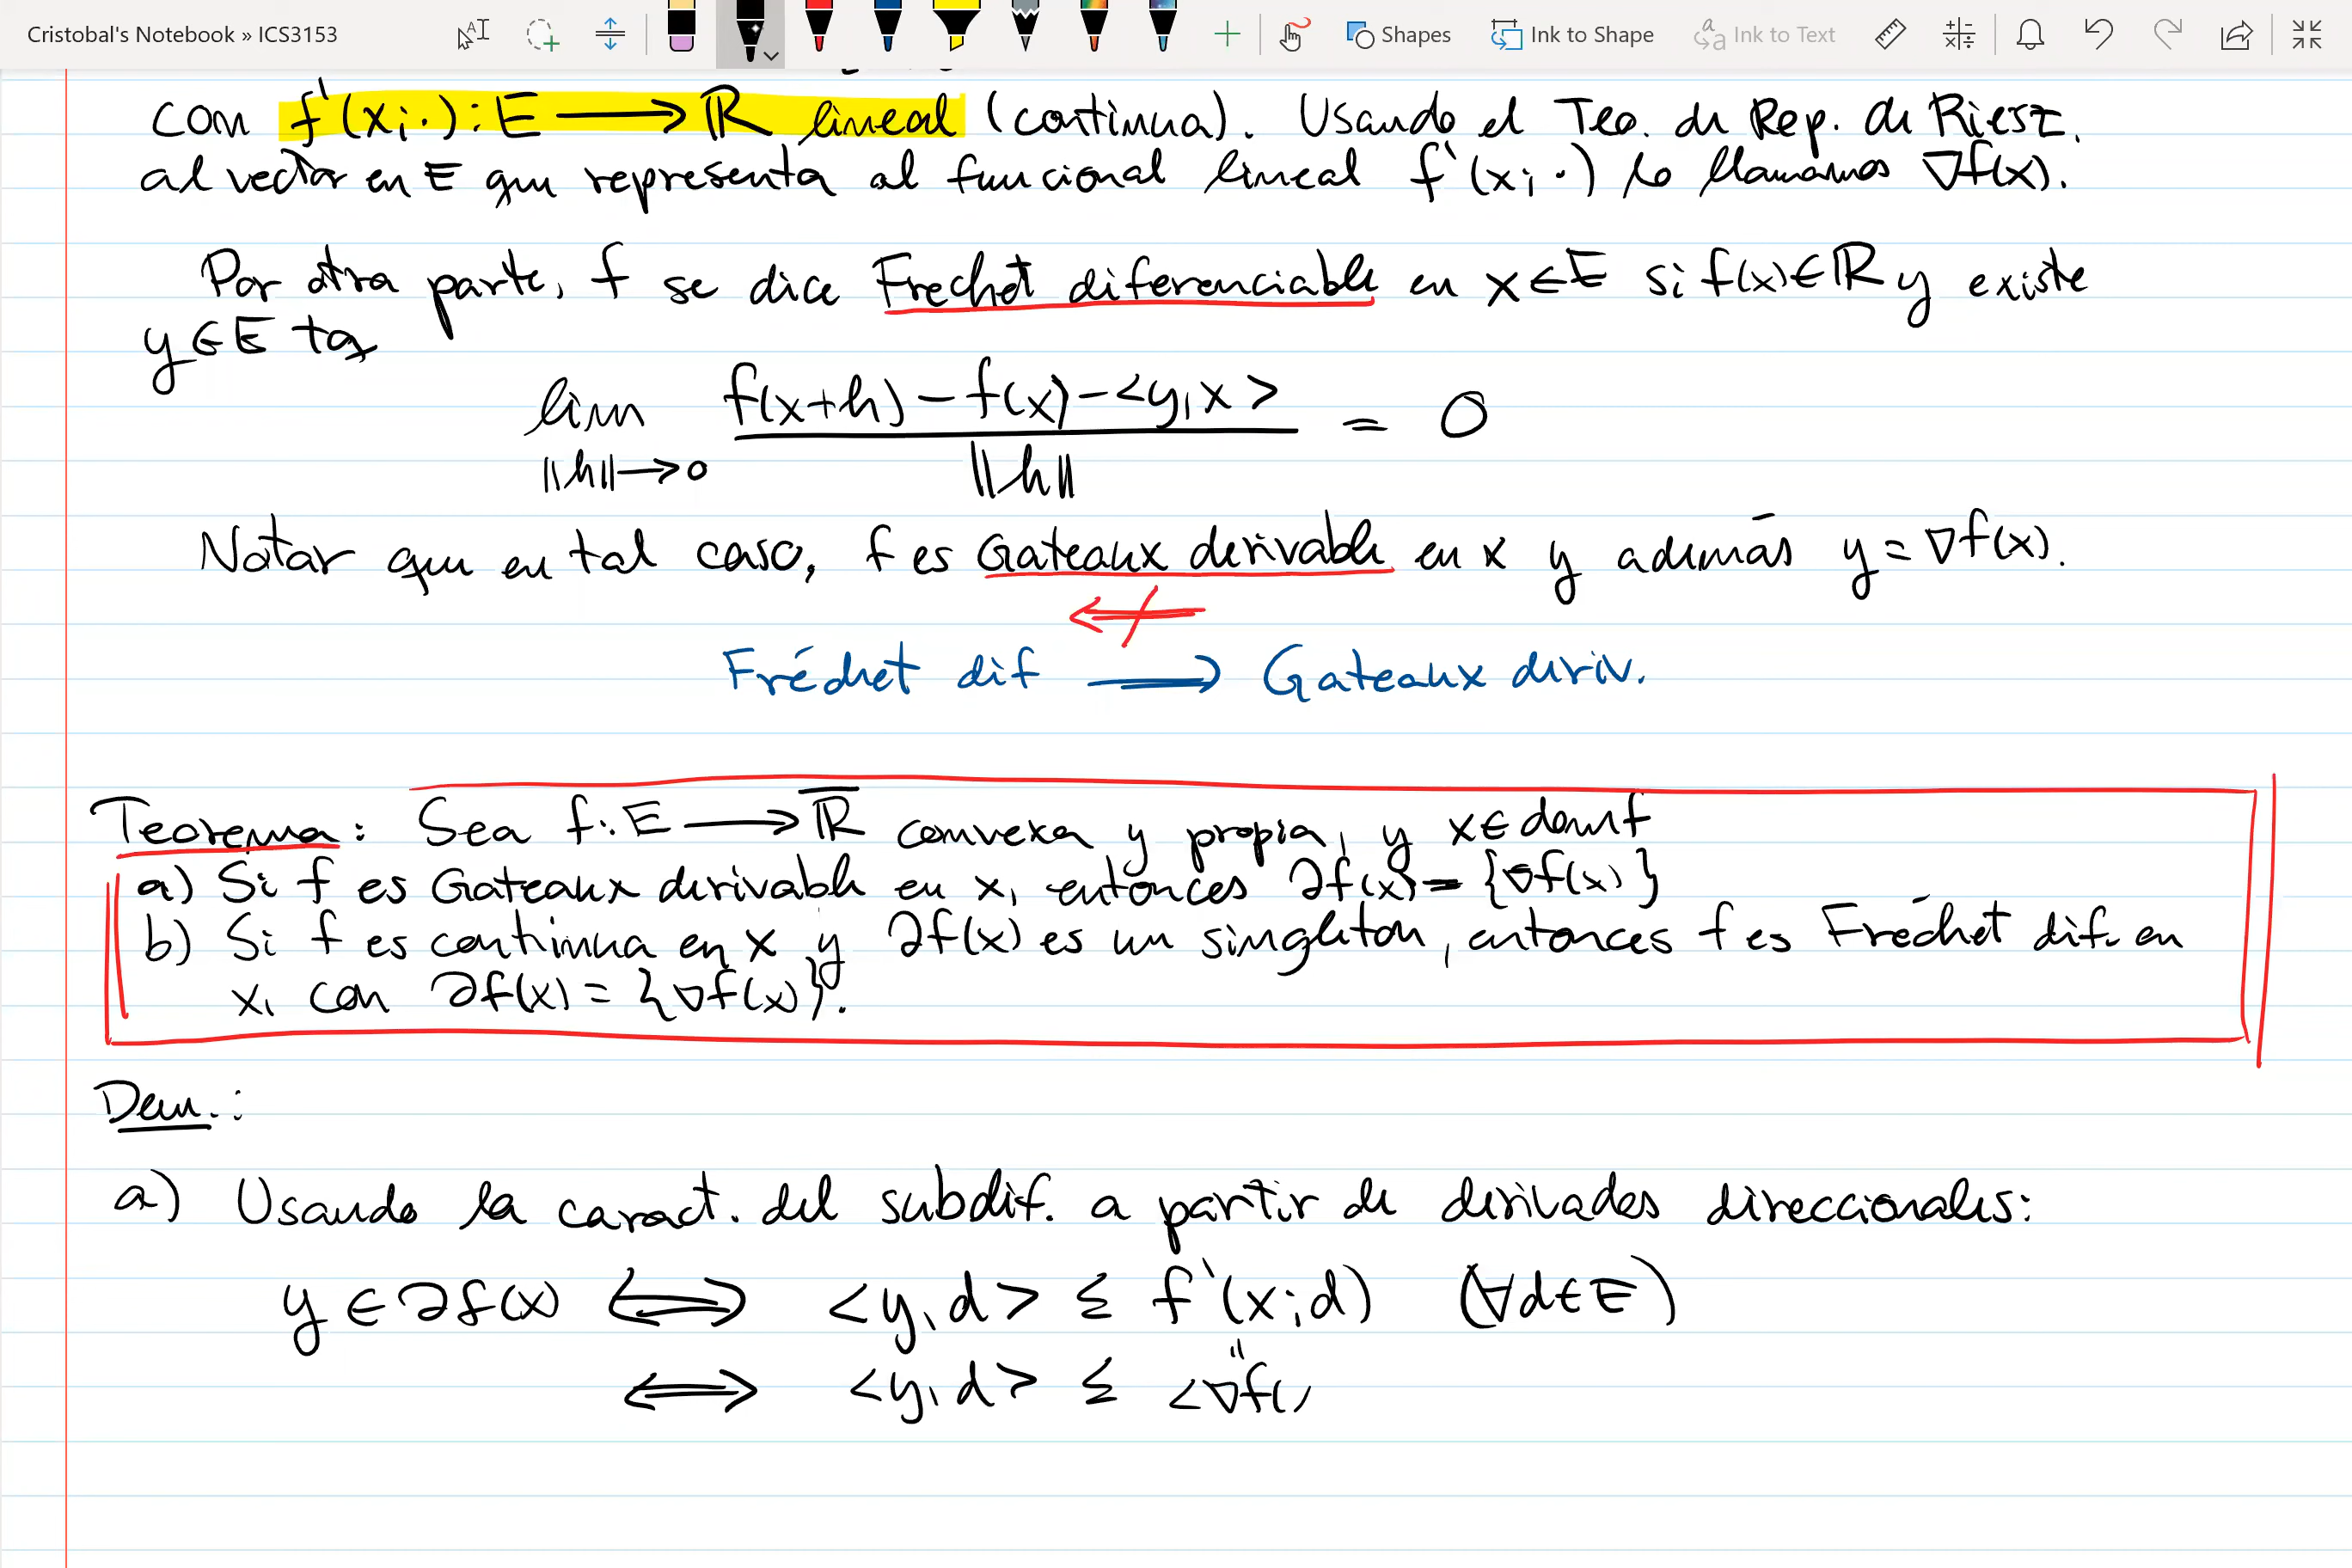 Cristobal's Notebook » ICS3153
Shapes
Ink to Shape
Ink to Text
con f'(x; ·) : E ⟶ ℝ lineal (continua). Usando el Teo. de Rep. de Riesz.
al vector en E que representa al funcional lineal f'(x; ·) lo llamamos ∇f(x).
Por otra parte, f se dice Frechet diferenciable en x∈E si f(x)∈ℝ y existe
y∈E tq
lim f(x+h) − f(x) − <y, x> = 0
‖h‖→0 ‖h‖
Notar que en tal caso, f es Gateaux derivable en x y además y = ∇f(x).
⇍
Fréchet dif ⟹ Gateaux deriv.
Teorema: Sea f: E ⟶ ℝ̅ convexa y propia, y x∈domf
a) Si f es Gateaux derivable en x, entonces ∂f(x) = {∇f(x)}
b) Si f es continua en x y ∂f(x) es un singleton, entonces f es Fréchet dif. en
x, con ∂f(x) = {∇f(x)}.
Dem.:
a) Usando la caract. del subdif. a partir de derivadas direccionales:
y ∈ ∂f(x) ⟺ <y, d> ≤ f'(x; d) (∀d∈E)
"
⟺ <y, d> ≤ <∇f(